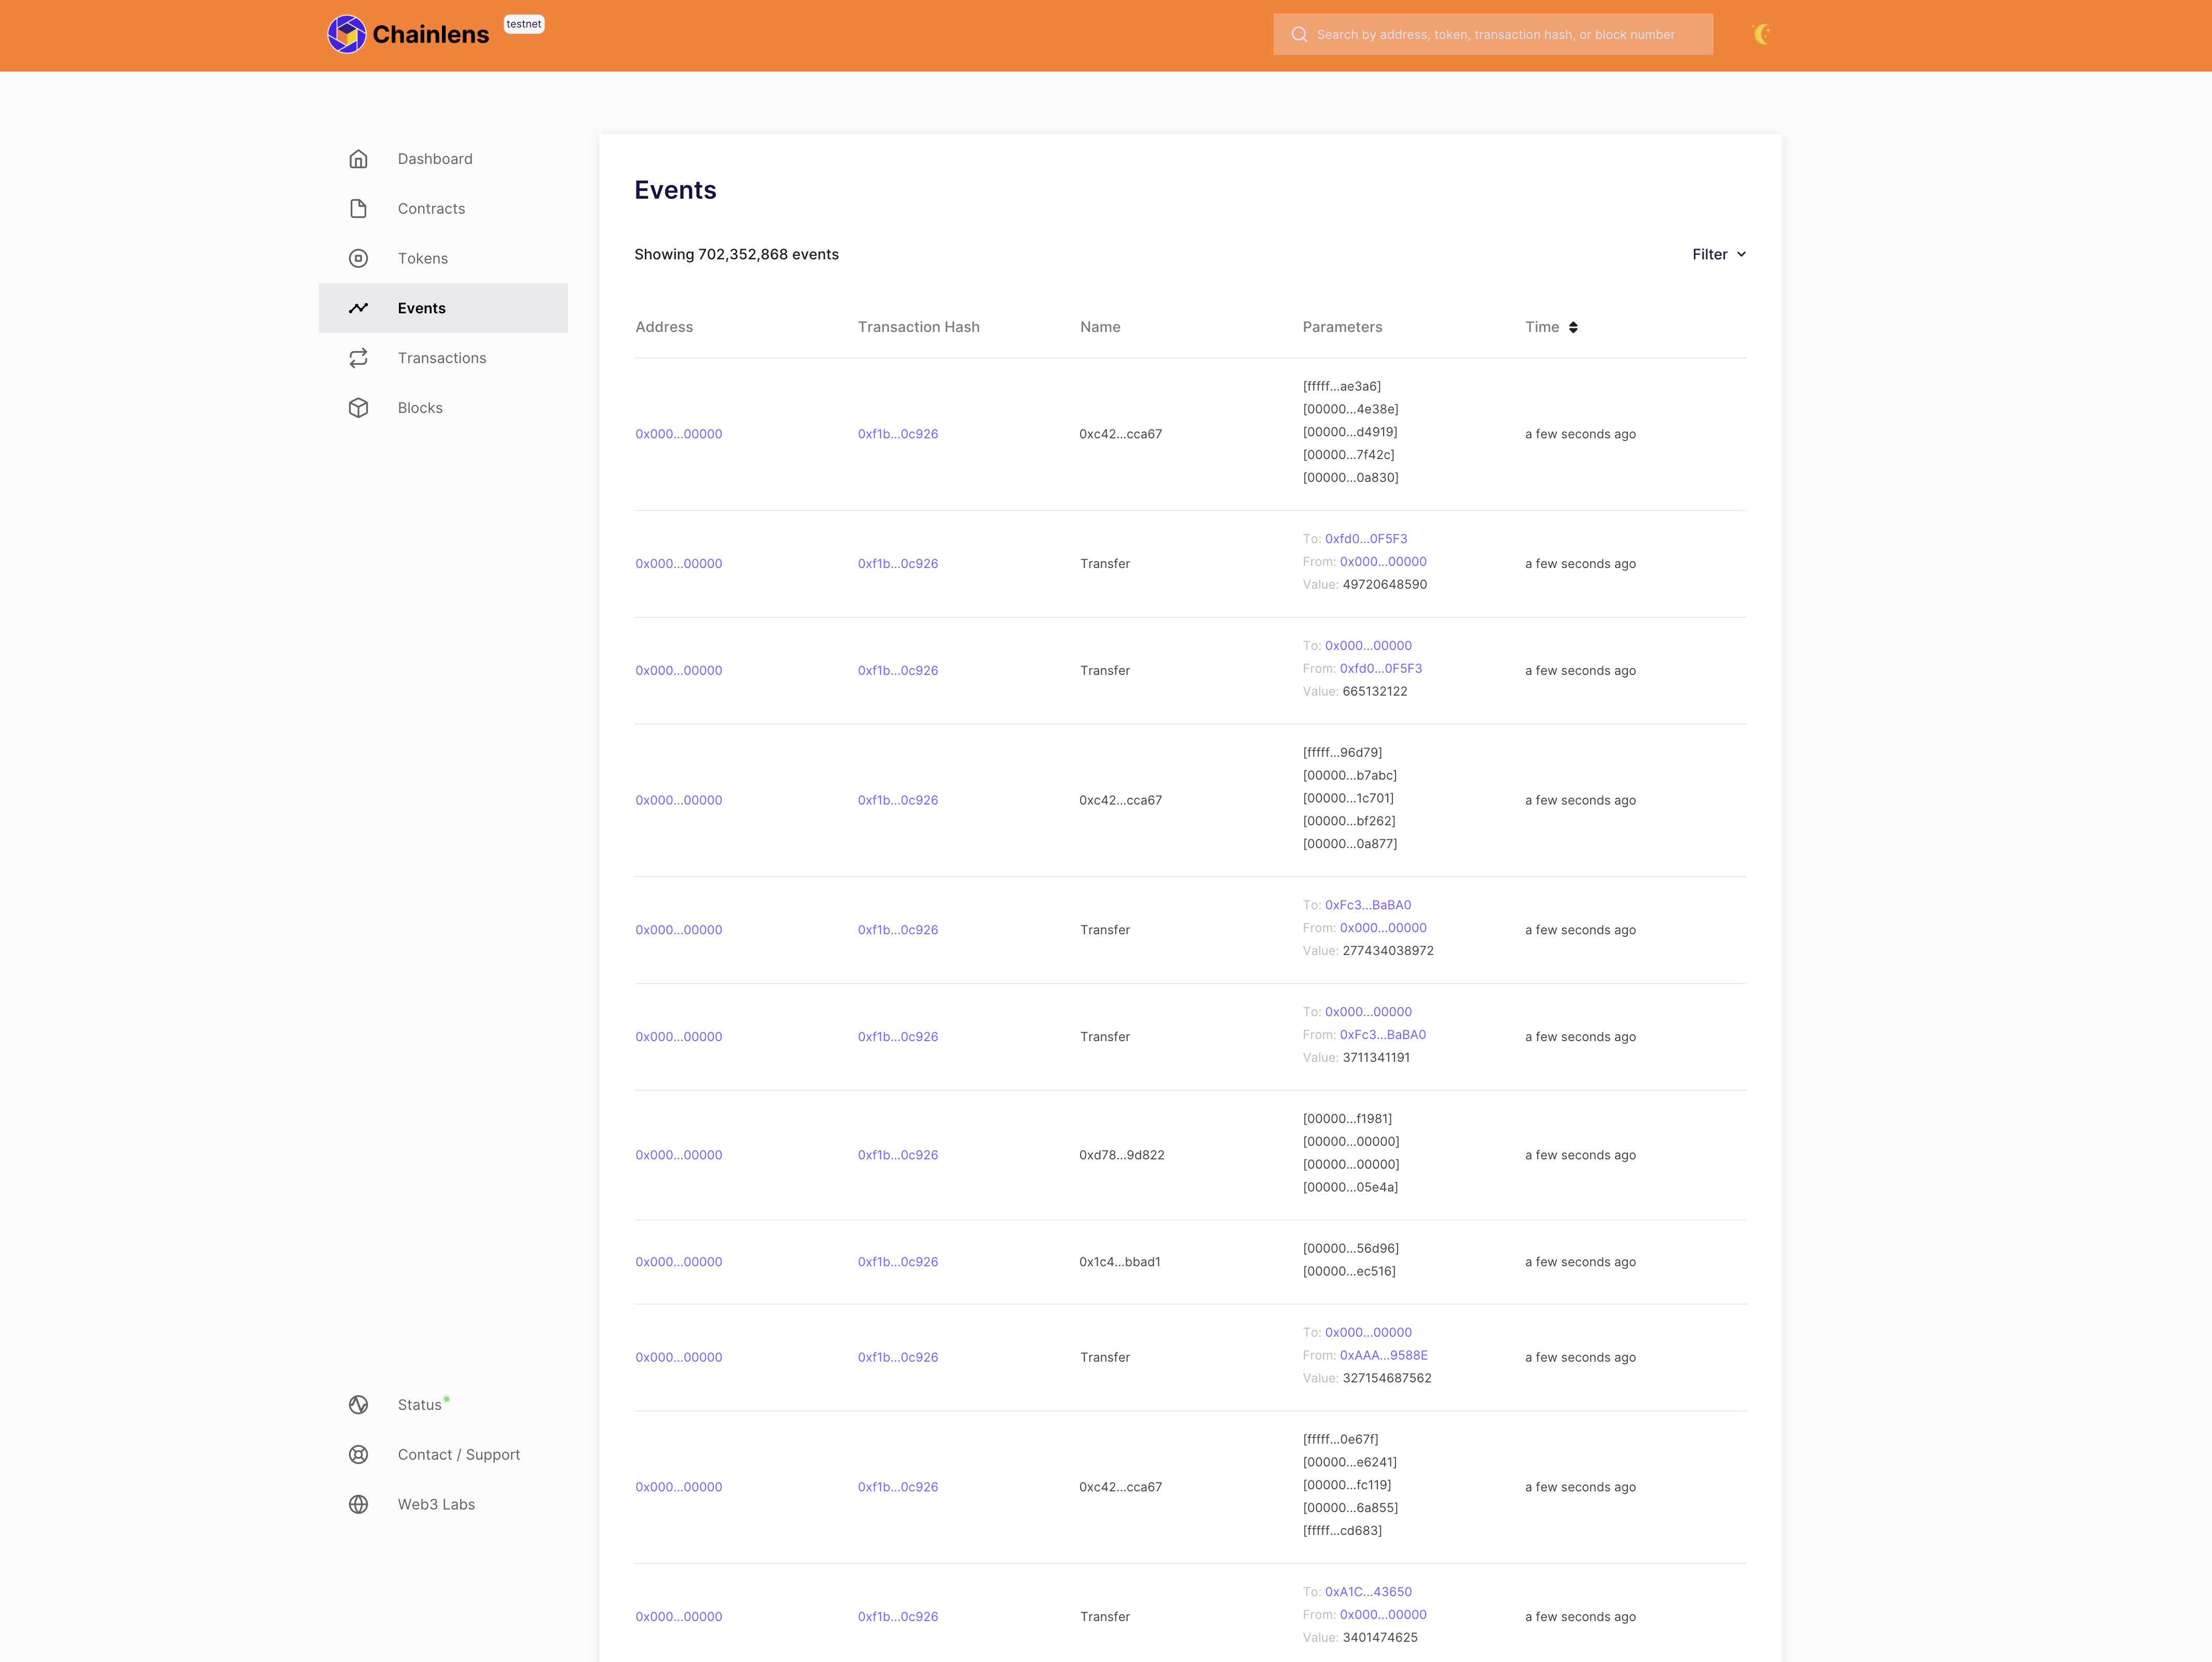 Chainlens
testnet
Search by address, token, transaction hash, or block number
Dashboard
Contracts
Tokens
Events
Transactions
Blocks
Status
Contact / Support
Web3 Labs
Events
Showing 702,352,868 events
Filter
Address Transaction Hash Name Parameters Time
0x000...00000 0xf1b...0c926 0xc42...cca67
[fffff...ae3a6]
[00000...4e38e]
[00000...d4919]
[00000...7f42c]
[00000...0a830]
a few seconds ago
0x000...00000 0xf1b...0c926 Transfer
To: 0xfd0...0F5F3
From: 0x000...00000
Value: 49720648590
a few seconds ago
0x000...00000 0xf1b...0c926 Transfer
To: 0x000...00000
From: 0xfd0...0F5F3
Value: 665132122
a few seconds ago
0x000...00000 0xf1b...0c926 0xc42...cca67
[fffff...96d79]
[00000...b7abc]
[00000...1c701]
[00000...bf262]
[00000...0a877]
a few seconds ago
0x000...00000 0xf1b...0c926 Transfer
To: 0xFc3...BaBA0
From: 0x000...00000
Value: 277434038972
a few seconds ago
0x000...00000 0xf1b...0c926 Transfer
To: 0x000...00000
From: 0xFc3...BaBA0
Value: 3711341191
a few seconds ago
0x000...00000 0xf1b...0c926 0xd78...9d822
[00000...f1981]
[00000...00000]
[00000...00000]
[00000...05e4a]
a few seconds ago
0x000...00000 0xf1b...0c926 0x1c4...bbad1
[00000...56d96]
[00000...ec516]
a few seconds ago
0x000...00000 0xf1b...0c926 Transfer
To: 0x000...00000
From: 0xAAA...9588E
Value: 327154687562
a few seconds ago
0x000...00000 0xf1b...0c926 0xc42...cca67
[fffff...0e67f]
[00000...e6241]
[00000...fc119]
[00000...6a855]
[fffff...cd683]
a few seconds ago
0x000...00000 0xf1b...0c926 Transfer
To: 0xA1C...43650
From: 0x000...00000
Value: 3401474625
a few seconds ago